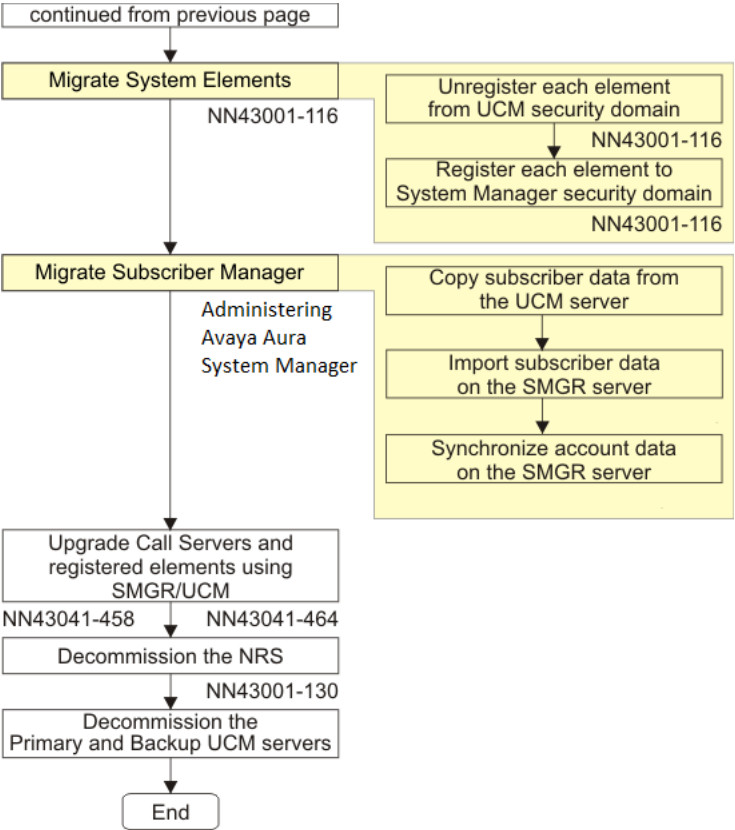 continued from previous page
Migrate System Elements
NN43001-116
Unregister each element
from UCM security domain
NN43001-116
Register each element to
System Manager security domain
NN43001-116
Migrate Subscriber Manager
Administering
Avaya Aura
System Manager
Copy subscriber data from
the UCM server
Import subscriber data
on the SMGR server
Synchronize account data
on the SMGR server
Upgrade Call Servers and
registered elements using
SMGR/UCM
NN43041-458
NN43041-464
Decommission the NRS
NN43001-130
Decommission the
Primary and Backup UCM servers
End